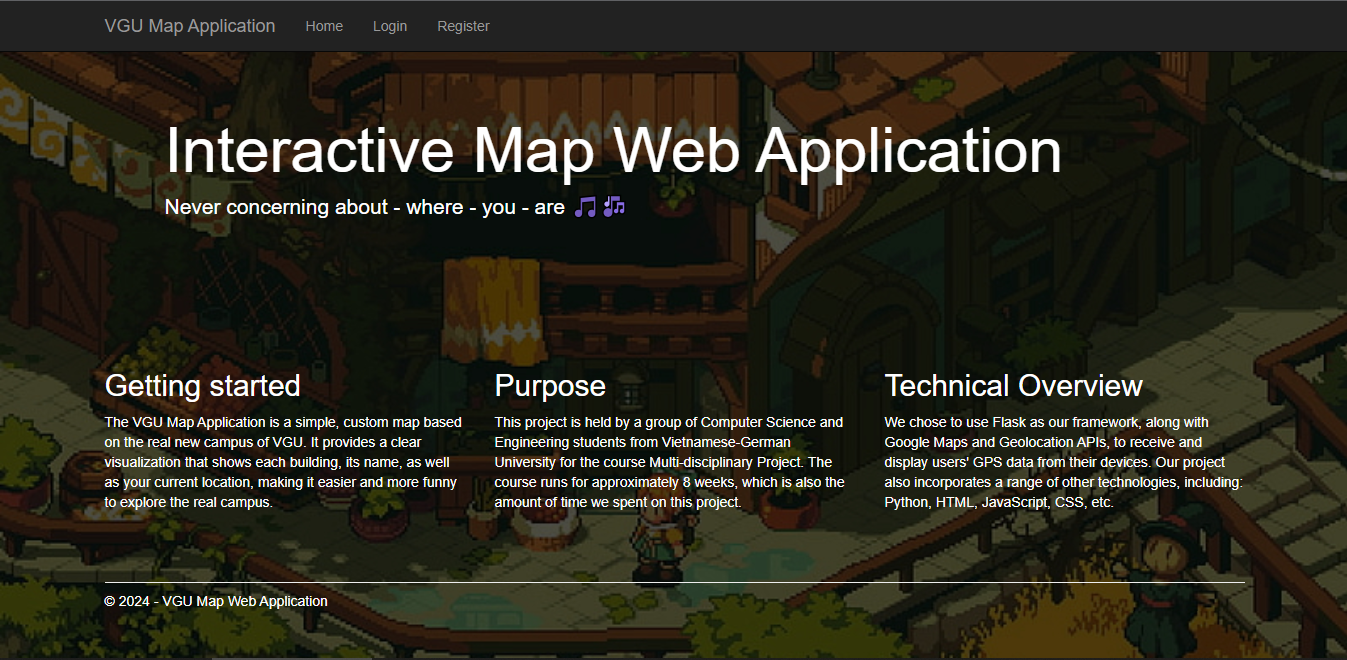 VGU Map Application Home Login Register
Interactive Map Web Application
Never concerning about - where - you - are 🎵 🎶
Getting started
The VGU Map Application is a simple, custom map based
on the real new campus of VGU. It provides a clear
visualization that shows each building, its name, as well
as your current location, making it easier and more funny
to explore the real campus.
Purpose
This project is held by a group of Computer Science and
Engineering students from Vietnamese-German
University for the course Multi-disciplinary Project. The
course runs for approximately 8 weeks, which is also the
amount of time we spent on this project.
Technical Overview
We chose to use Flask as our framework, along with
Google Maps and Geolocation APIs, to receive and
display users' GPS data from their devices. Our project
also incorporates a range of other technologies, including:
Python, HTML, JavaScript, CSS, etc.
© 2024 - VGU Map Web Application